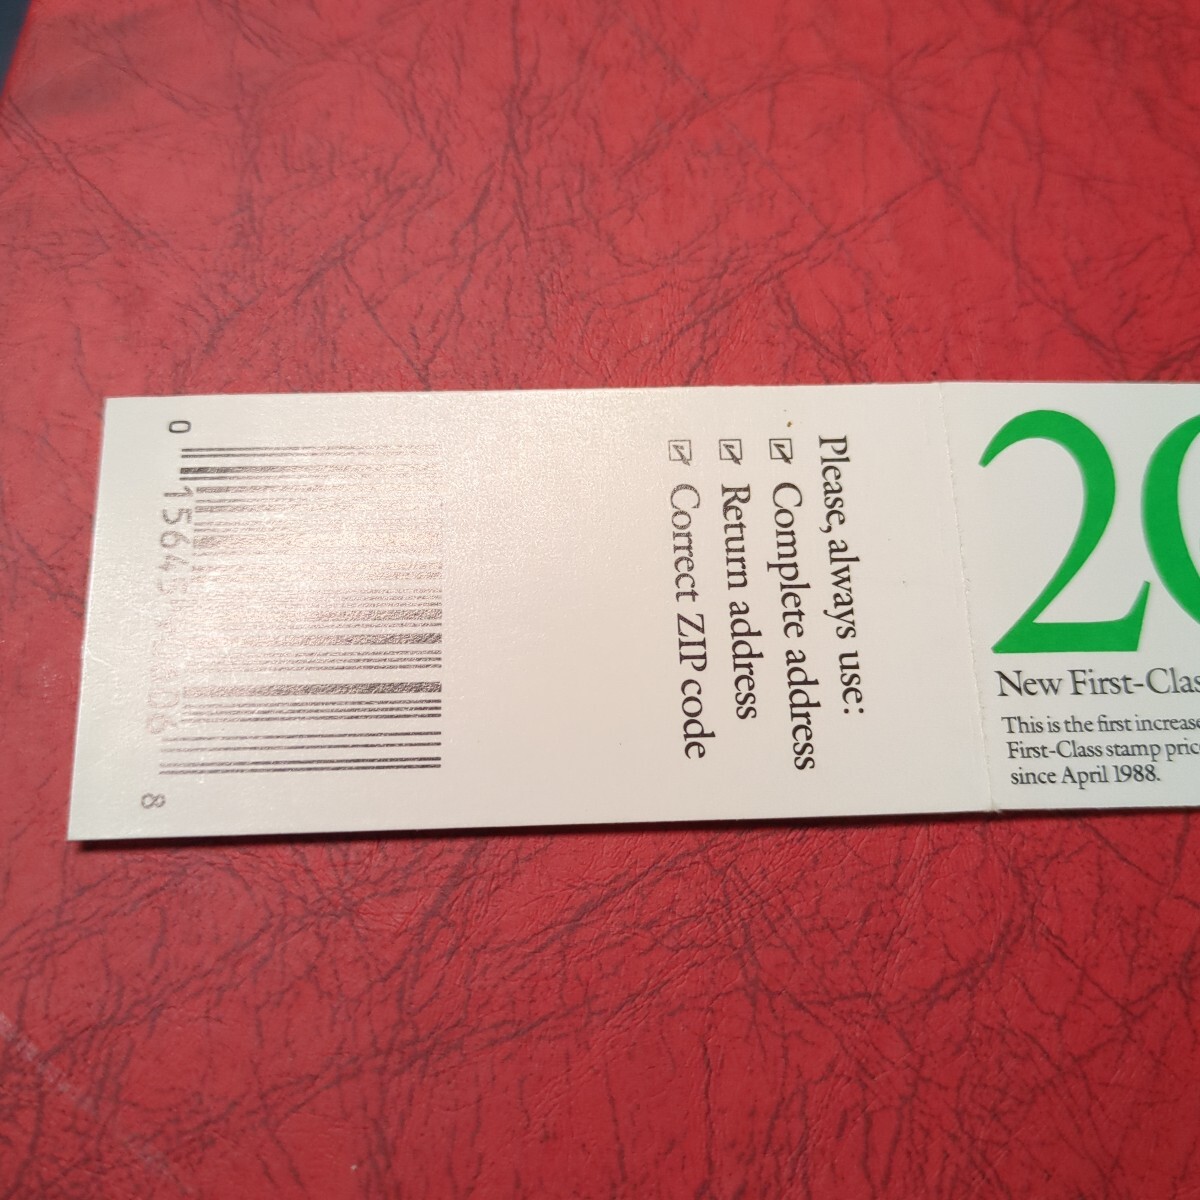 Please, always use:
Complete address
Return address
Correct ZIP code
0
8
2
New First-Clas
This is the first increase
First-Class stamp pric
since April 1988.